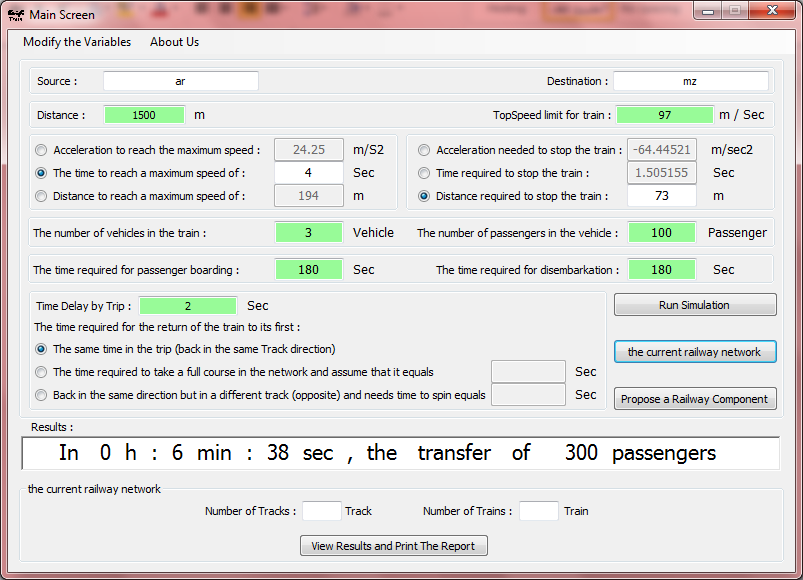 Main Screen
Modify the Variables About Us
Source : ar Destination : mz
Distance : 1500 m TopSpeed limit for train : 97 m / Sec
Acceleration to reach the maximum speed : 24.25 m/S2 Acceleration needed to stop the train : -64.44521 m/sec2
The time to reach a maximum speed of : 4 Sec Time required to stop the train : 1.505155 Sec
Distance to reach a maximum speed of : 194 m Distance required to stop the train : 73 m
The number of vehicles in the train : 3 Vehicle The number of passengers in the vehicle : 100 Passenger
The time required for passenger boarding : 180 Sec The time required for disembarkation : 180 Sec
Time Delay by Trip : 2 Sec Run Simulation
The time required for the return of the train to its first :
The same time in the trip (back in the same Track direction) the current railway network
The time required to take a full course in the network and assume that it equals Sec
Back in the same direction but in a different track (opposite) and needs time to spin equals Sec Propose a Railway Component
Results :
In 0 h : 6 min : 38 sec , the transfer of 300 passengers
the current railway network
Number of Tracks : Track Number of Trains : Train
View Results and Print The Report